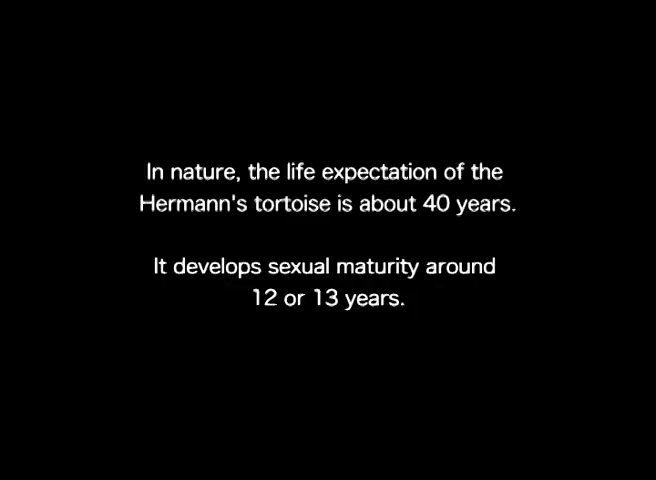 In nature, the life expectation of the
Hermann's tortoise is about 40 years.
It develops sexual maturity around
12 or 13 years.